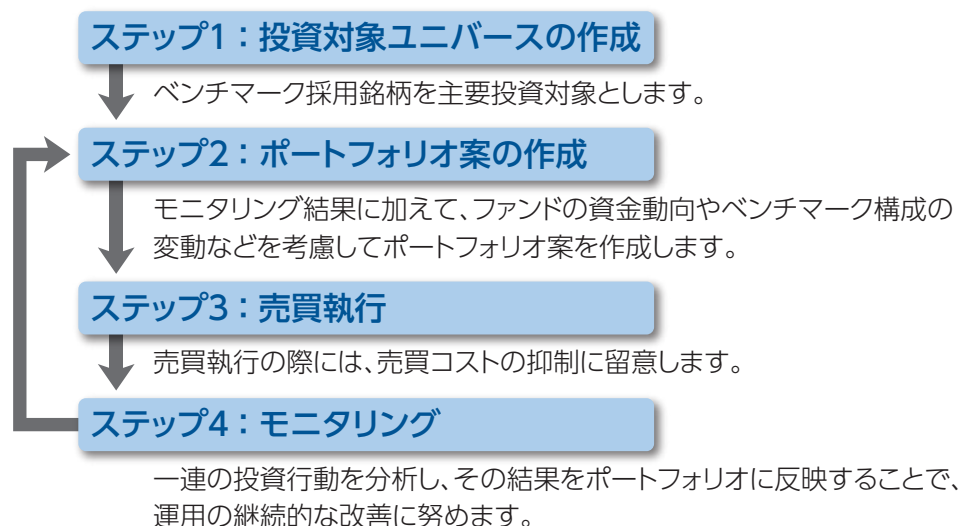 ステップ1：投資対象ユニバースの作成
ベンチマーク採用銘柄を主要投資対象とします。
ステップ2：ポートフォリオ案の作成
モニタリング結果に加えて、ファンドの資金動向やベンチマーク構成の
変動などを考慮してポートフォリオ案を作成します。
ステップ3：売買執行
売買執行の際には、売買コストの抑制に留意します。
ステップ4：モニタリング
一連の投資行動を分析し、その結果をポートフォリオに反映することで、
運用の継続的な改善に努めます。